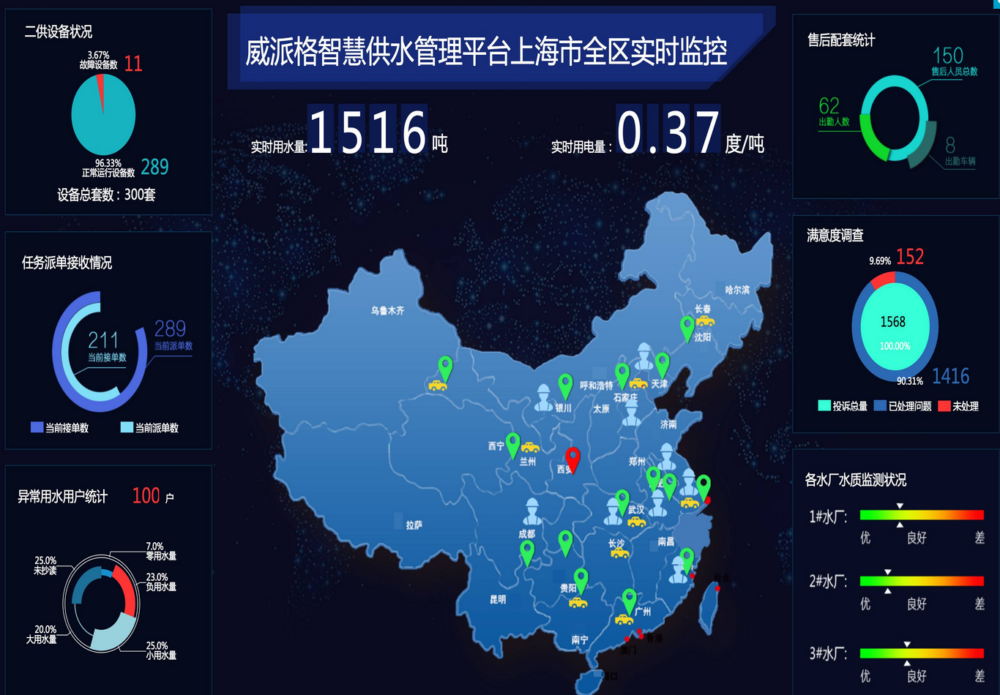 威派格智慧供水管理平台上海市全区实时监控
实时用水量:1516吨
实时用电量：0.37度/吨
二供设备状况
3.67%
故障设备数
11
96.33%
正常运行设备数
289
设备总套数：300套
任务派单接收情况
211
当前接单数
289
当前派单数
当前接单数
当前派单数
异常用水用户统计
100户
7.0%
零用水量
25.0%
未抄读
23.0%
负用水量
20.0%
大用水量
25.0%
小用水量
哈尔滨
长春
乌鲁木齐
沈阳
呼和浩特
天津
石家庄
银川
太原
济南
西宁
兰州
郑州
西安
武汉
拉萨
成都
长沙
南昌
台北
贵阳
昆明
广州
南宁
香港
澳门
海口
售后配套统计
150
售后人员总数
62
出勤人数
8
出勤车辆
满意度调查
9.69%
152
1568
100.00%
90.31%
1416
投诉总量
已处理问题
未处理
各水厂水质监测状况
1#水厂:
优 良好 差
2#水厂:
优 良好 差
3#水厂:
优 良好 差